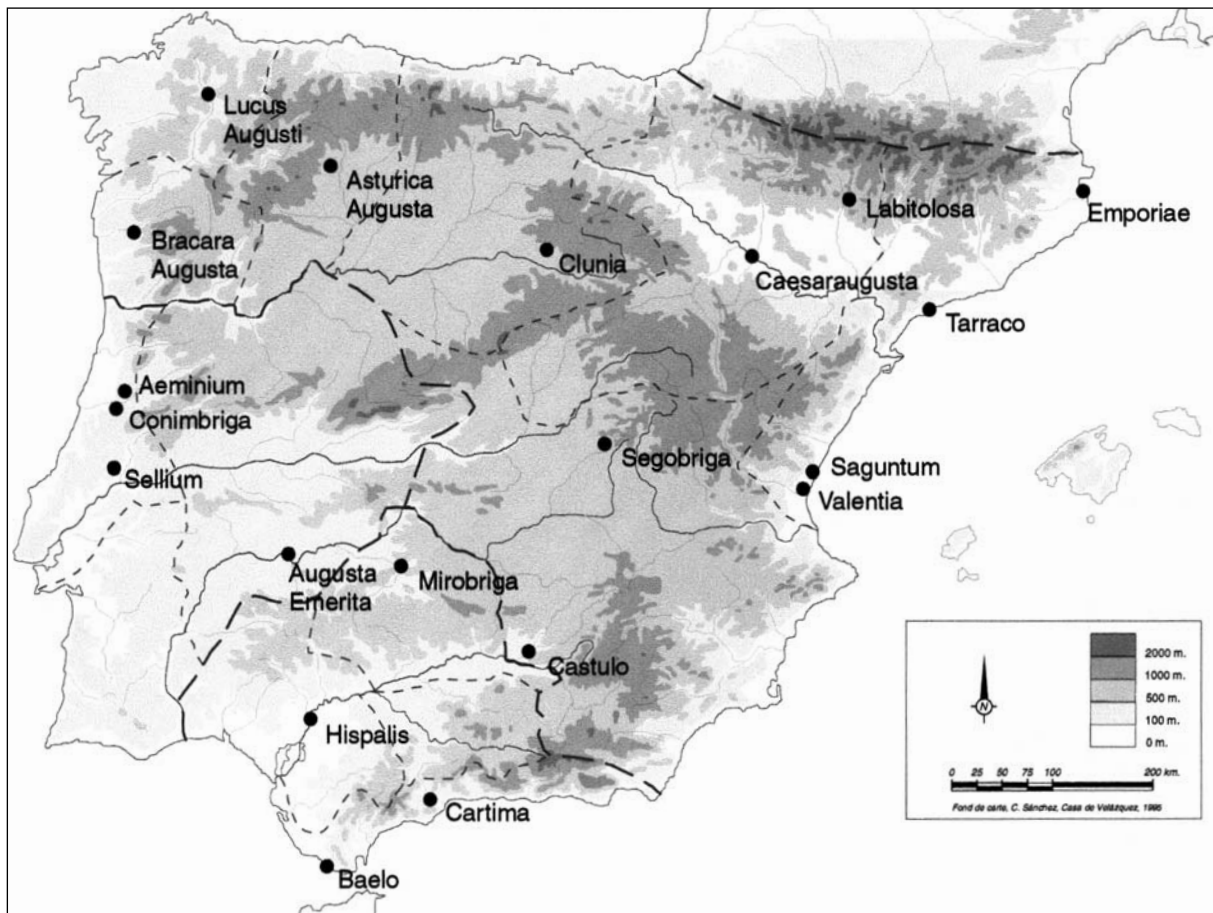 Lucus
Augusti
Asturica
Augusta
Bracara
Augusta
Clunia
Labitolosa
Emporiae
Caesaraugusta
Tarraco
Aeminium
Conimbriga
Sellium
Segobriga
Saguntum
Valentia
Augusta
Emerita
Mirobriga
Castulo
Hispalis
Cartima
Baelo
2000 m.
1000 m.
500 m.
100 m.
0 m.
N
0 25 50 75 100 200 km.
Fond de carte, C. Sánchez, Casa de Velázquez, 1995